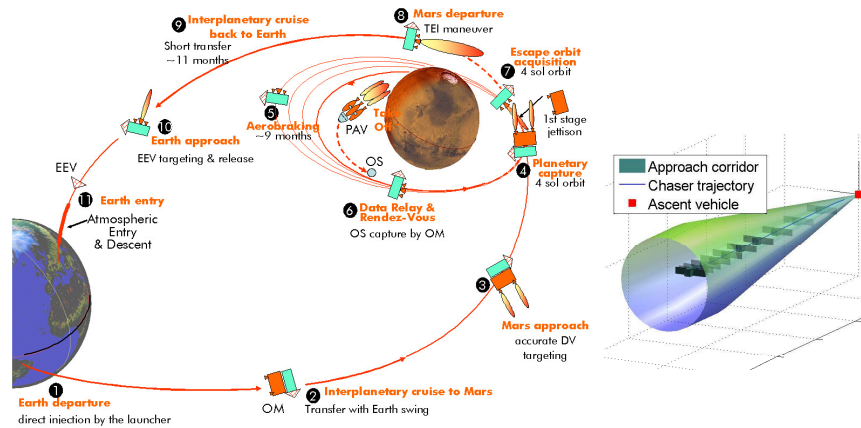 9 Interplanetary cruise
back to Earth
Short transfer
~11 months
8 Mars departure
TEI maneuver
7 Escape orbit
acquisition
4 sol orbit
1st stage
jettison
5
Aerobraking
~9 months
PAV
Take
Off
10
Earth approach
EEV targeting & release
OS
4 Planetary
capture
4 sol orbit
EEV
11 Earth entry
Atmospheric
Entry
& Descent
6 Data Relay &
Rendez-Vous
OS capture by OM
3
Mars approach
accurate DV
targeting
1
Earth departure
direct injection by the launcher
OM
2 Interplanetary cruise to Mars
Transfer with Earth swing
Approach corridor
Chaser trajectory
Ascent vehicle